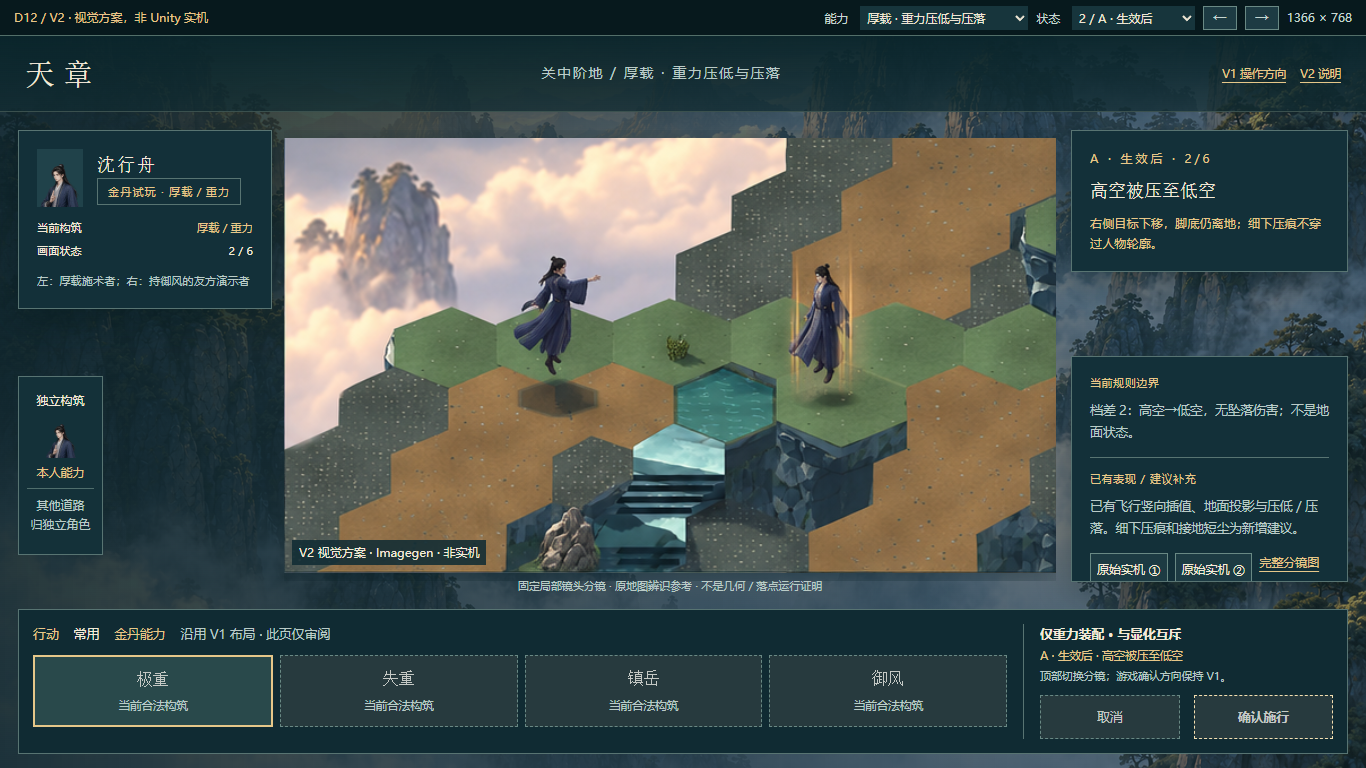 D12 / V2 · 视觉方案，非 Unity 实机
能力 厚载 · 重力压低与压落 状态 2 / A · 生效后 ← → 1366 × 768
天章
关中阶地 / 厚载 · 重力压低与压落
V1 操作方向 V2 说明
沈行舟
金丹试玩 · 厚载 / 重力
当前构筑 厚载 / 重力
画面状态 2 / 6
左：厚载施术者；右：持御风的友方演示者
独立构筑
本人能力
其他道路
归独立角色
V2 视觉方案 · Imagegen · 非实机
固定局部镜头分镜 · 原地图辨识参考 · 不是几何 / 落点运行证明
A · 生效后 · 2/6
高空被压至低空
右侧目标下移，脚底仍离地；细下压痕不穿
过人物轮廓。
当前规则边界
档差 2：高空→低空，无坠落伤害；不是地
面状态。
已有表现 / 建议补充
已有飞行竖向插值、地面投影与压低 / 压
落。细下压痕和接地短尘为新增建议。
原始实机 ① 原始实机 ② 完整分镜图
行动 常用 金丹能力 沿用 V1 布局 · 此页仅审阅
极重
当前合法构筑
失重
当前合法构筑
镇岳
当前合法构筑
御风
当前合法构筑
仅重力装配 · 与显化互斥
A · 生效后 · 高空被压至低空
顶部切换分镜；游戏确认方向保持 V1。
取消 确认施行